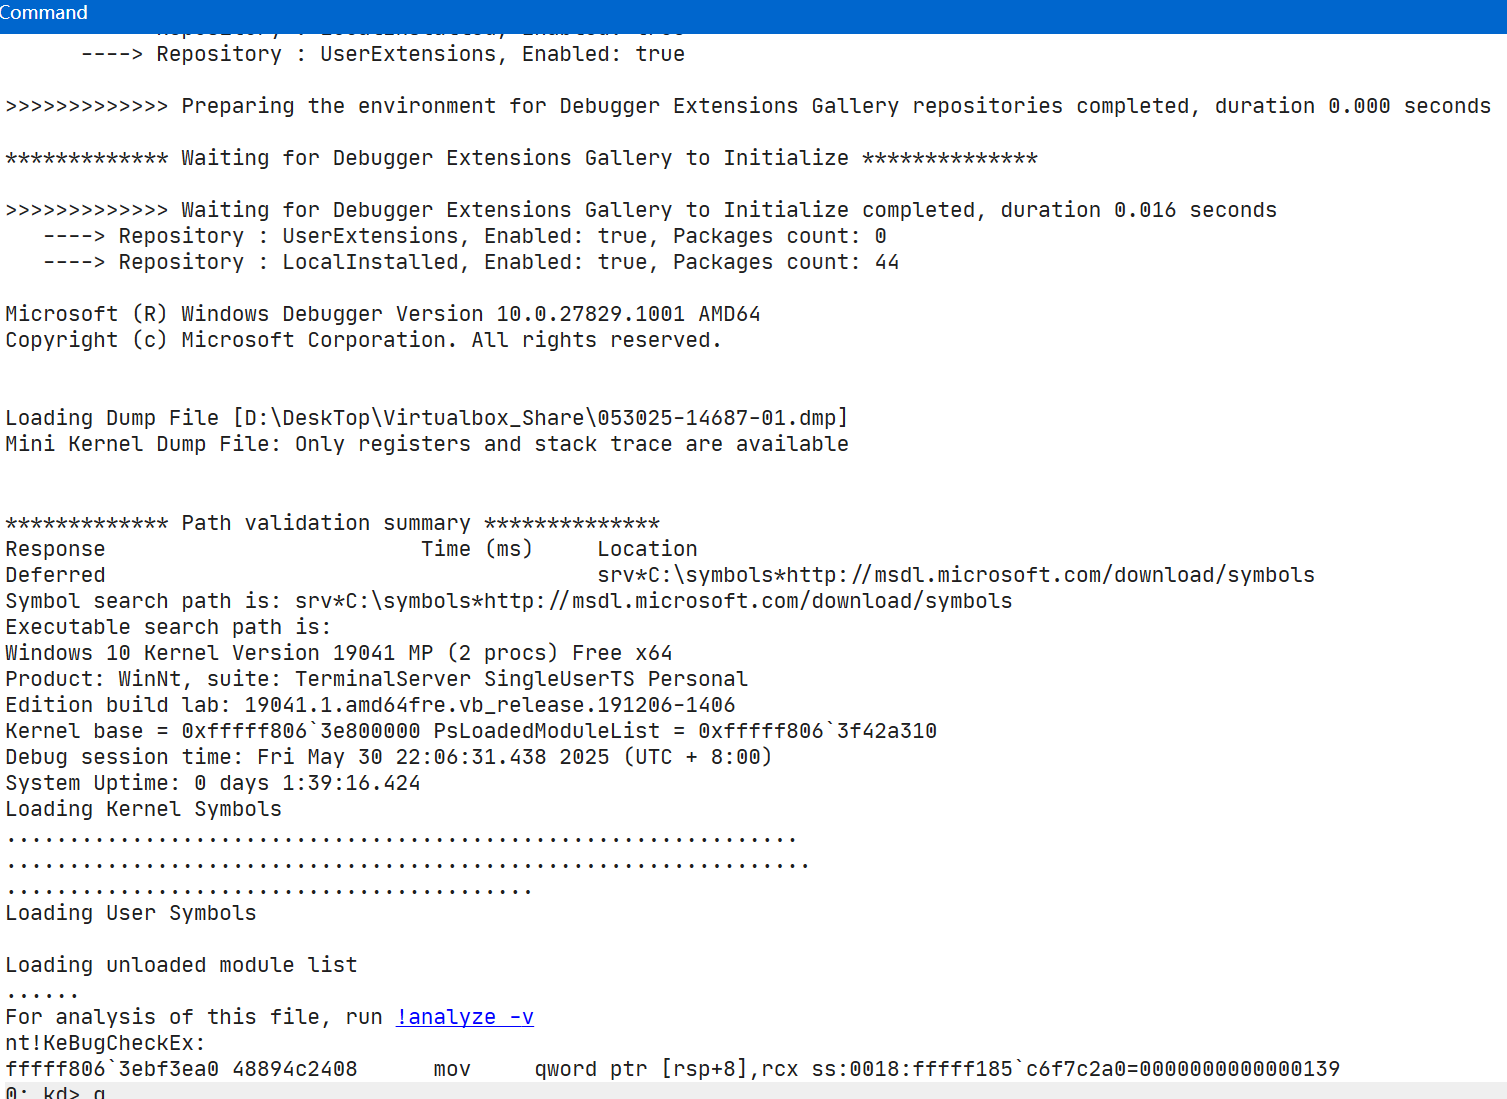 Command
----> Repository : UserExtensions, Enabled: true
>>>>>>>>>>>>> Preparing the environment for Debugger Extensions Gallery repositories completed, duration 0.000 seconds
************* Waiting for Debugger Extensions Gallery to Initialize **************
>>>>>>>>>>>>> Waiting for Debugger Extensions Gallery to Initialize completed, duration 0.016 seconds
----> Repository : UserExtensions, Enabled: true, Packages count: 0
----> Repository : LocalInstalled, Enabled: true, Packages count: 44
Microsoft (R) Windows Debugger Version 10.0.27829.1001 AMD64
Copyright (c) Microsoft Corporation. All rights reserved.
Loading Dump File [D:\DeskTop\Virtualbox_Share\053025-14687-01.dmp]
Mini Kernel Dump File: Only registers and stack trace are available
************* Path validation summary **************
Response Time (ms) Location
Deferred srv*C:\symbols*http://msdl.microsoft.com/download/symbols
Symbol search path is: srv*C:\symbols*http://msdl.microsoft.com/download/symbols
Executable search path is:
Windows 10 Kernel Version 19041 MP (2 procs) Free x64
Product: WinNt, suite: TerminalServer SingleUserTS Personal
Edition build lab: 19041.1.amd64fre.vb_release.191206-1406
Kernel base = 0xfffff806`3e800000 PsLoadedModuleList = 0xfffff806`3f42a310
Debug session time: Fri May 30 22:06:31.438 2025 (UTC + 8:00)
System Uptime: 0 days 1:39:16.424
Loading Kernel Symbols
...............................................................
................................................................
..........................................
Loading User Symbols
Loading unloaded module list
......
For analysis of this file, run !analyze -v
nt!KeBugCheckEx:
fffff806`3ebf3ea0 48894c2408 mov qword ptr [rsp+8],rcx ss:0018:fffff185`c6f7c2a0=0000000000000139
0: kd>